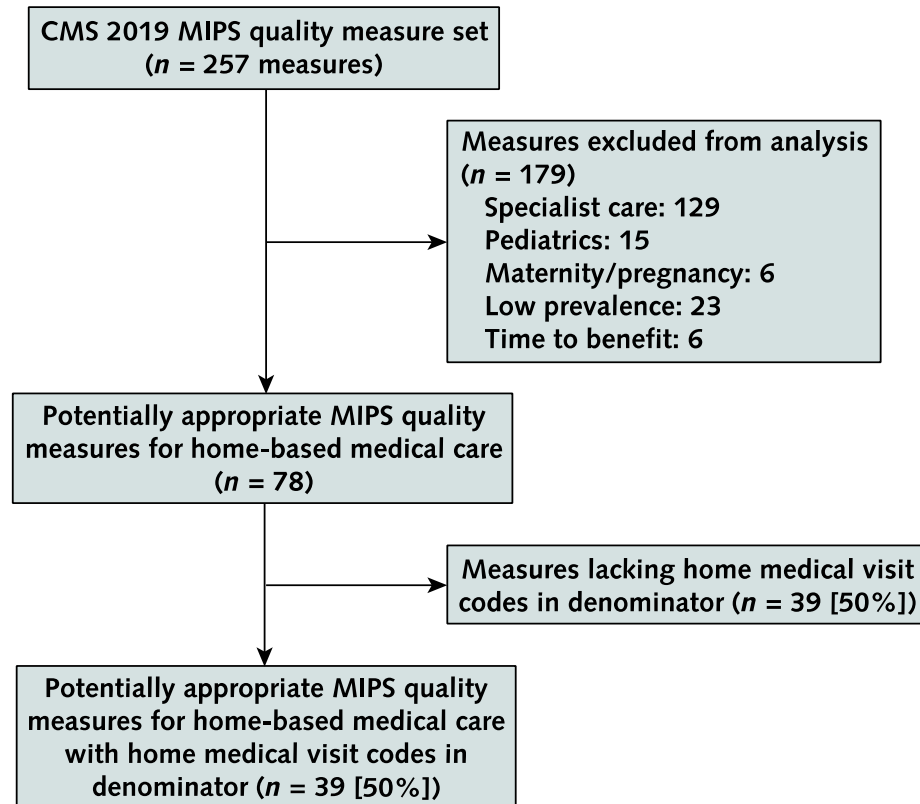 CMS 2019 MIPS quality measure set
(n = 257 measures)
Measures excluded from analysis
(n = 179)
Specialist care: 129
Pediatrics: 15
Maternity/pregnancy: 6
Low prevalence: 23
Time to benefit: 6
Potentially appropriate MIPS quality
measures for home-based medical care
(n = 78)
Measures lacking home medical visit
codes in denominator (n = 39 [50%])
Potentially appropriate MIPS quality
measures for home-based medical care
with home medical visit codes in
denominator (n = 39 [50%])